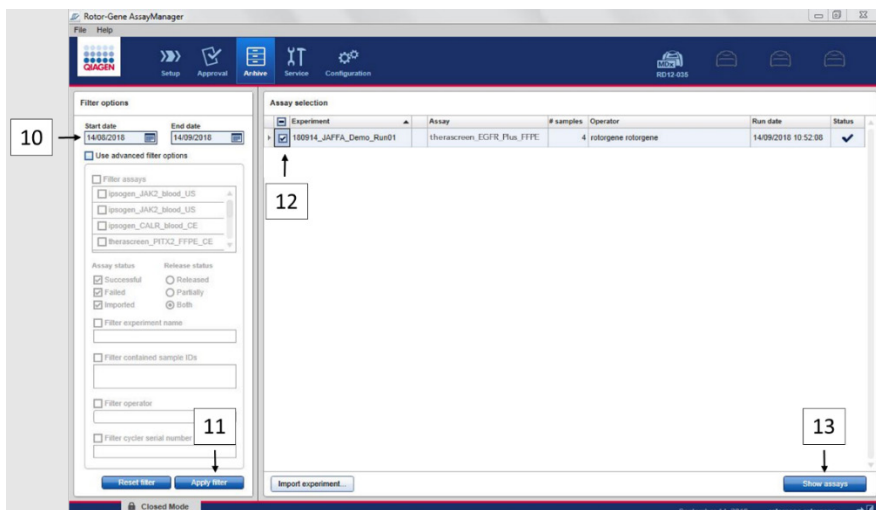 Rotor-Gene AssayManager
File Help
QIAGEN
Setup Approval Archive Service Configuration
MDx
RD12-035
Filter options
Start date End date
14/08/2018 14/09/2018
Use advanced filter options
Filter assays
ipsogen_JAK2_blood_US
ipsogen_JAK2_blood_US
ipsogen_CALR_blood_CE
therascreen_PITX2_FFPE_CE
Assay status Release status
Successful Released
Failed Partially
Imported Both
Filter experiment name
Filter contained sample IDs
Filter operator
Filter cycler serial number
Reset filter Apply filter
Assay selection
Experiment Assay # samples Operator Run date Status
180914_JAFFA_Demo_Run01 therascreen_EGFR_Plus_FFPE 4 rotorgene rotorgene 14/09/2018 10:52:08
Import experiment... Show assays
Closed Mode
10
11
12
13